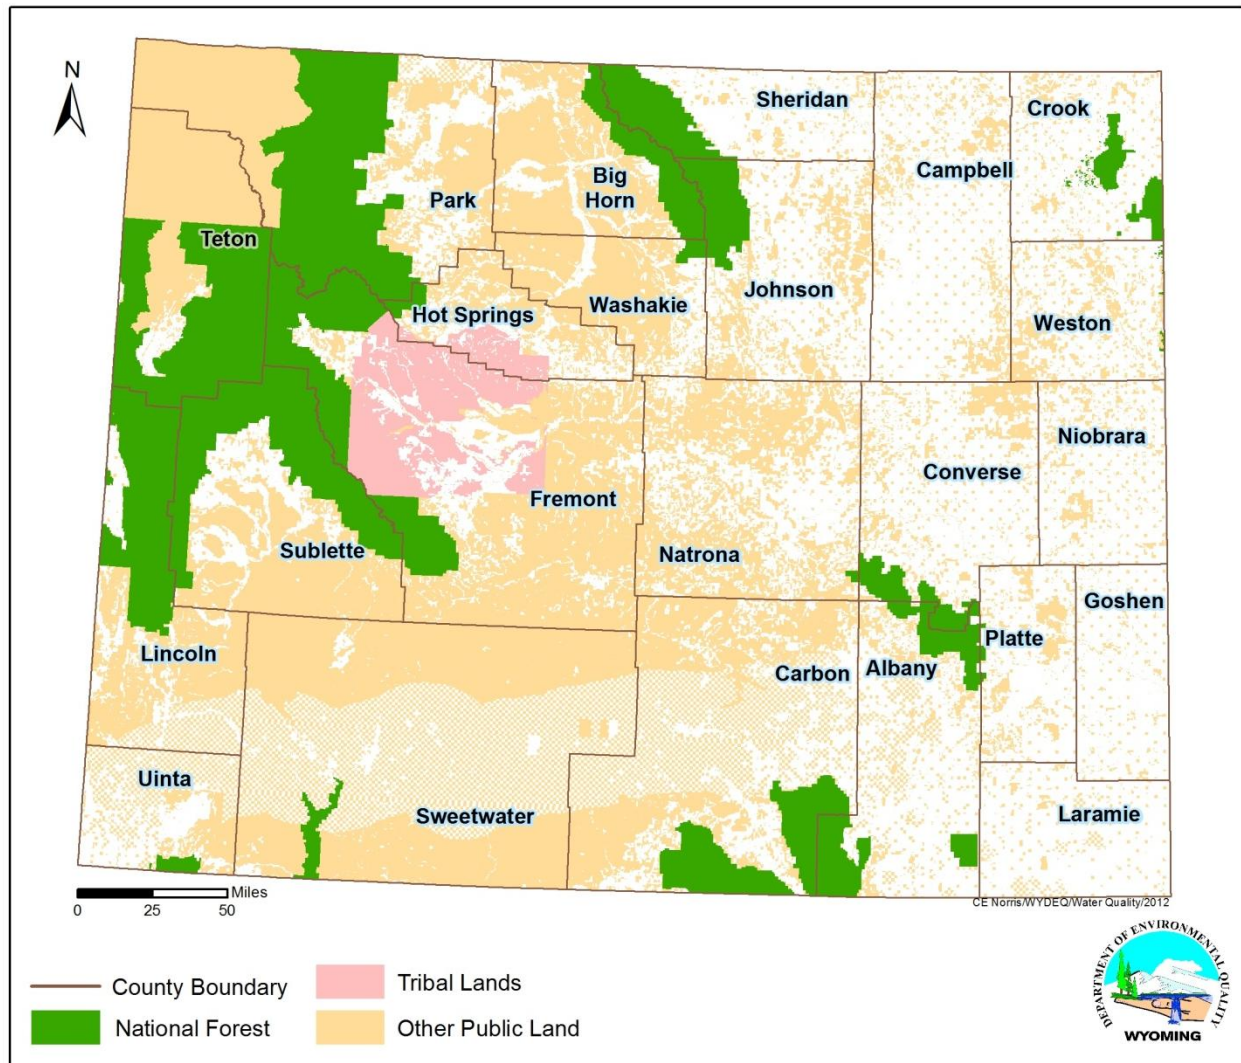 N
Sheridan
Crook
Campbell
Big
Horn
Park
Teton
Johnson
Washakie
Hot Springs
Weston
Niobrara
Converse
Fremont
Natrona
Sublette
Goshen
Platte
Lincoln
Carbon
Albany
Uinta
Sweetwater
Laramie
Miles
0 25 50
CE Norris/WYDEQ/Water Quality/2012
County Boundary
Tribal Lands
National Forest
Other Public Land
DEPARTMENT OF ENVIRONMENTAL QUALITY
WYOMING